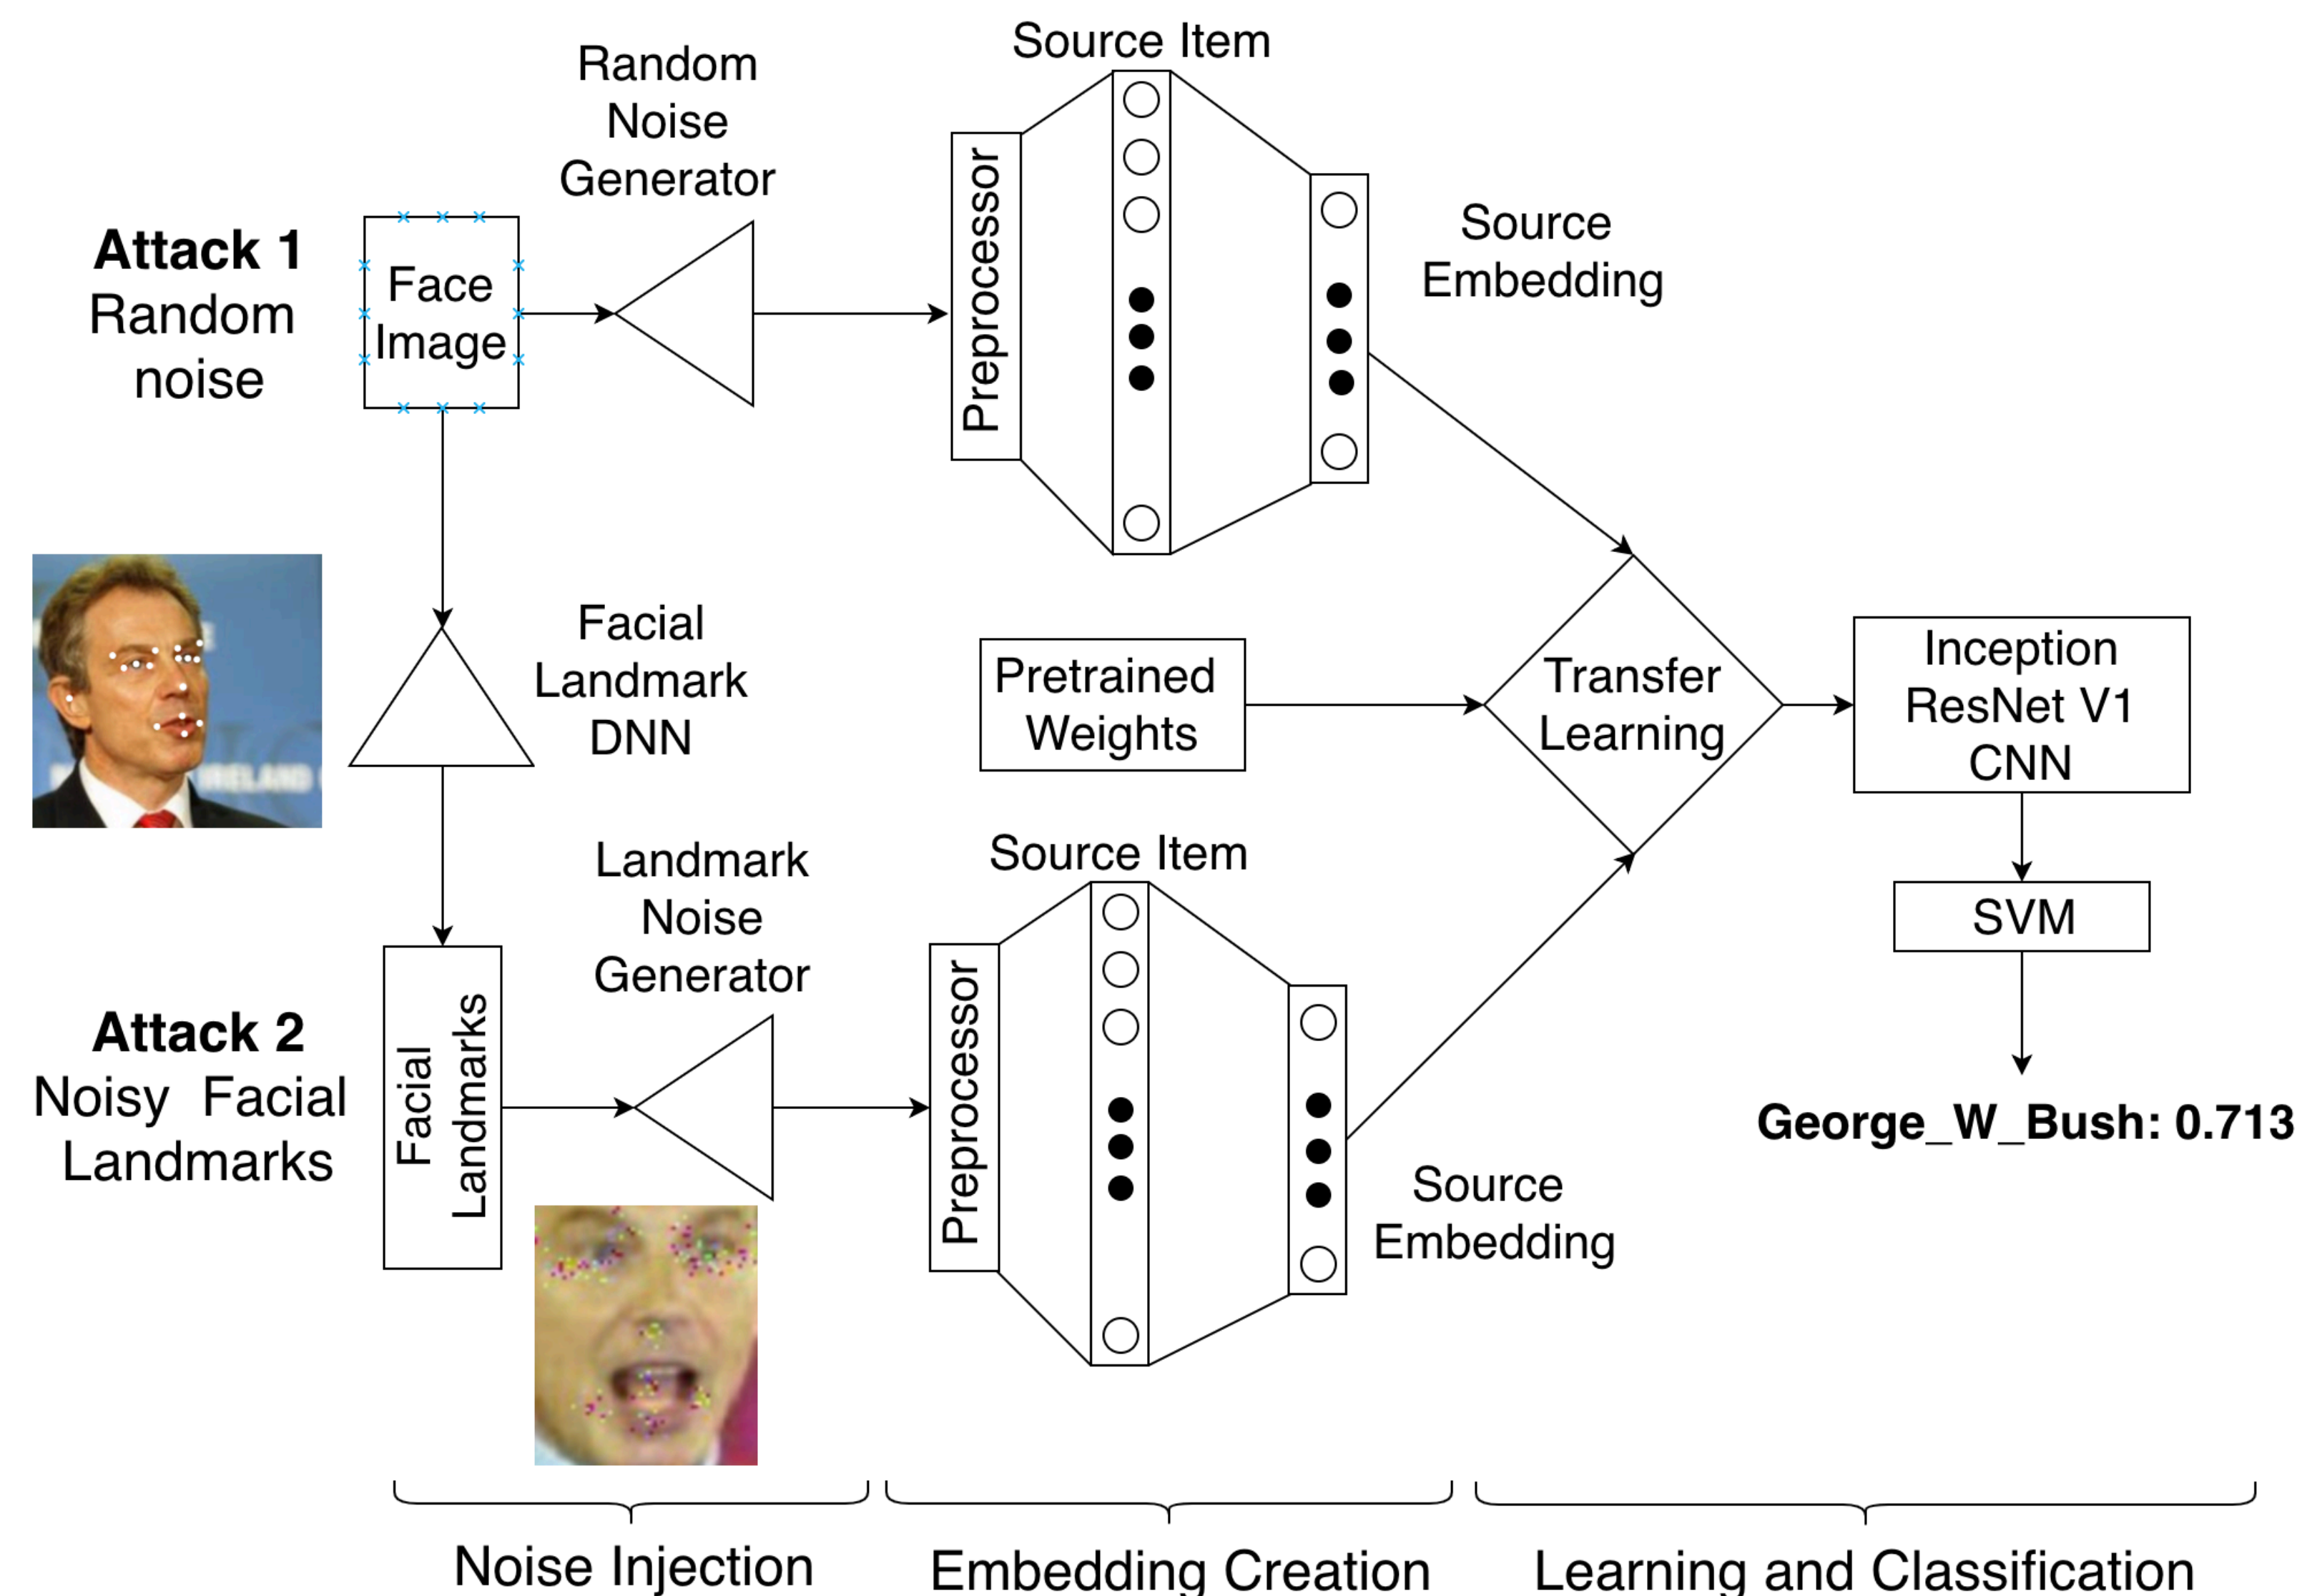 Source Item
Random
Noise
Generator
Preprocessor
Source
Embedding
Attack 1
Random
noise
Face
Image
Facial
Landmark
DNN
Pretrained
Weights
Transfer
Learning
Inception
ResNet V1
CNN
SVM
George_W_Bush: 0.713
Landmark
Noise
Generator
Source Item
Preprocessor
Source
Embedding
Attack 2
Noisy Facial
Landmarks
Facial
Landmarks
Noise Injection
Embedding Creation
Learning and Classification